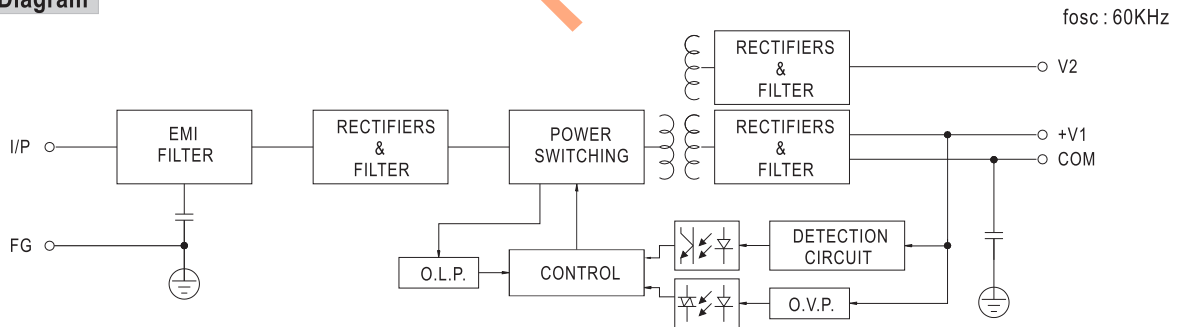 Diagram
fosc : 60KHz
RECTIFIERS
&
FILTER
V2
I/P
EMI
FILTER
RECTIFIERS
&
FILTER
POWER
SWITCHING
RECTIFIERS
&
FILTER
+V1
COM
FG
O.L.P.
CONTROL
DETECTION
CIRCUIT
O.V.P.